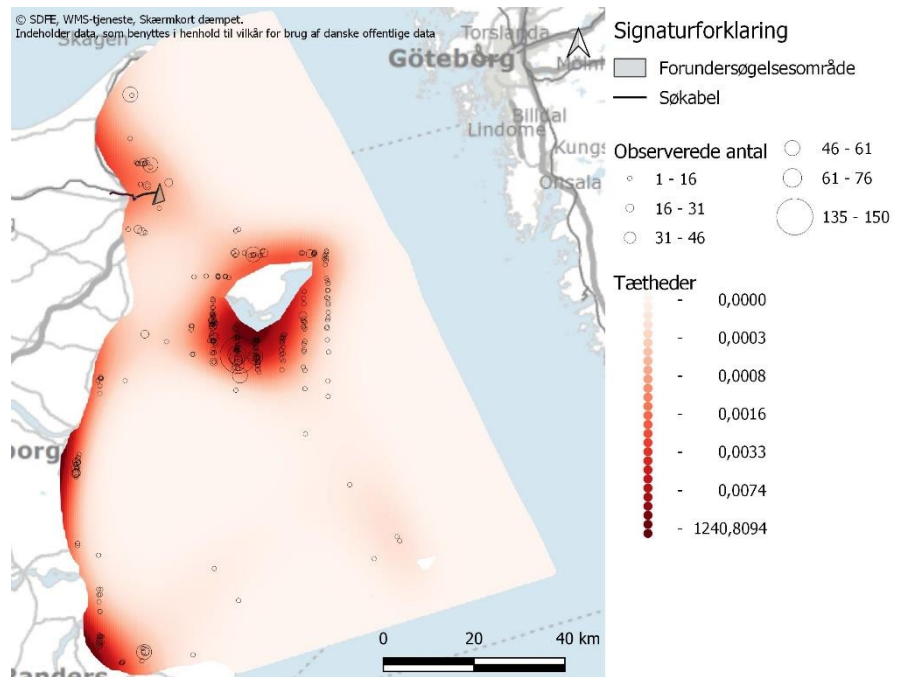 © SDFE, WMS-tjeneste, Skærmkort dæmpet.
Indeholder data, som benyttes i henhold til vilkår for brug af danske offentlige data
Skagen
Torslanda
Göteborg
Billdal
Lindome
Kungs
Onsala
borg
Randers
0 20 40 km
Signaturforklaring
Forundersøgelsesområde
Søkabel
Observerede antal
1 - 16
16 - 31
31 - 46
46 - 61
61 - 76
135 - 150
Tætheder
- 0,0000
- 0,0003
- 0,0008
- 0,0016
- 0,0033
- 0,0074
- 1240,8094